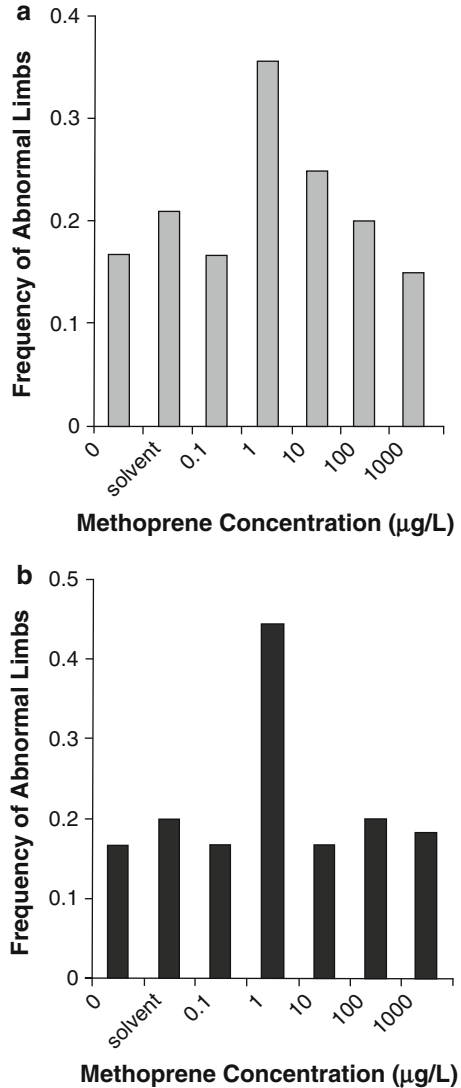 a
Frequency of Abnormal Limbs
0.4
0.3
0.2
0.1
0
0
solvent
0.1
1
10
100
1000
Methoprene Concentration (μg/L)
b
Frequency of Abnormal Limbs
0.5
0.4
0.3
0.2
0.1
0
0
solvent
0.1
1
10
100
1000
Methoprene Concentration (μg/L)